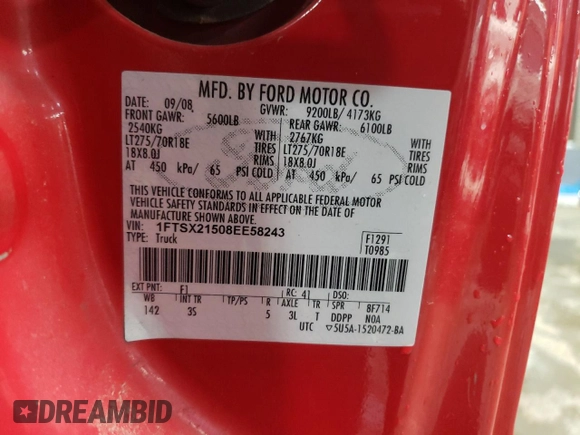 MFD. BY FORD MOTOR CO.
09/08 GVWR: 9200LB/ 4173KG
FRONT GAWR: 5600LB REAR GAWR: 6100LB
2540KG WITH 2767KG WITH
LT275/70R18E TIRES LT275/70R18E TIRES
18X8.0J RIMS 18X8.0J RIMS
AT 450 kPa/ 65 PSI COLD AT 450 kPa/ 65 PSI COLD
THIS VEHICLE CONFORMS TO ALL APPLICABLE FEDERAL MOTOR
VEHICLE SAFETY STANDARDS IN EFFECT ON THE DATE OF
MANUFACTURE SHOWN ABOVE.
VIN: 1FTSX21508EE58243 F1291
TYPE: Truck T0985
EXT PNT: F1 RC: 41 DSO:
WB INT TR TP/PS R AXLE TR SPR 8F714
142 3S 5 3L T DDPP N0A
UTC 5U5A-1520472-BA
Ford
DREAMBID